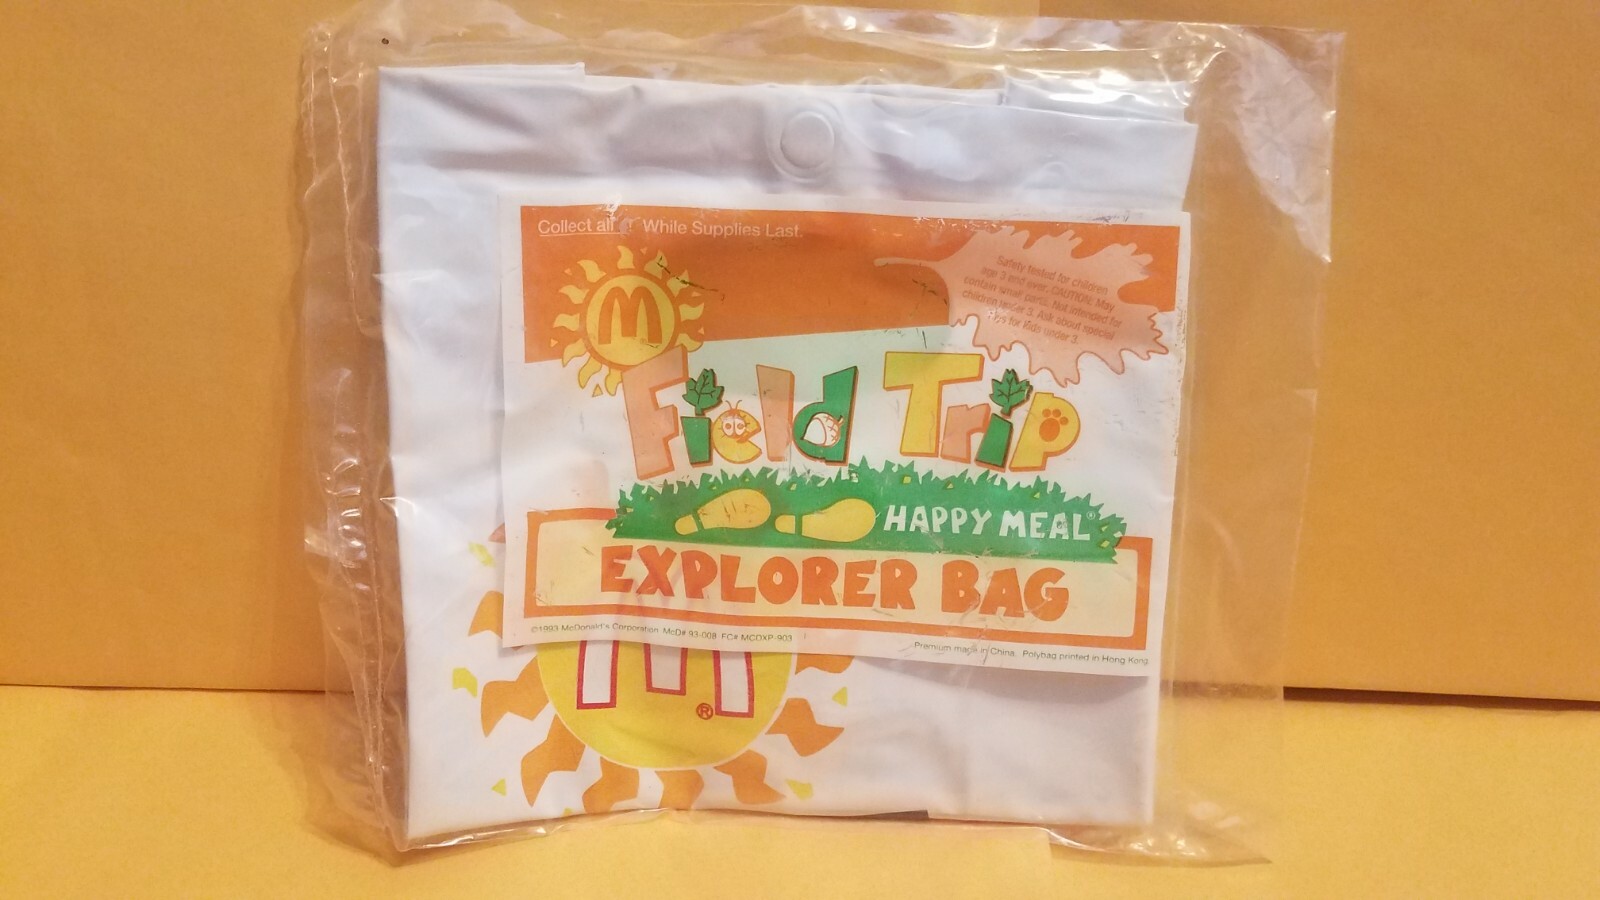 Collect all While Supplies Last.
Safety tested for children
age 3 and over. CAUTION: May
contain small parts. Not intended for
children under 3. Ask about special
toys for kids under 3.
M
Field Trip
HAPPY MEAL®
EXPLORER BAG
©1993 McDonald's Corporation McD# 93-008 FC# MCDXP-903
Premium made in China. Polybag printed in Hong Kong
®